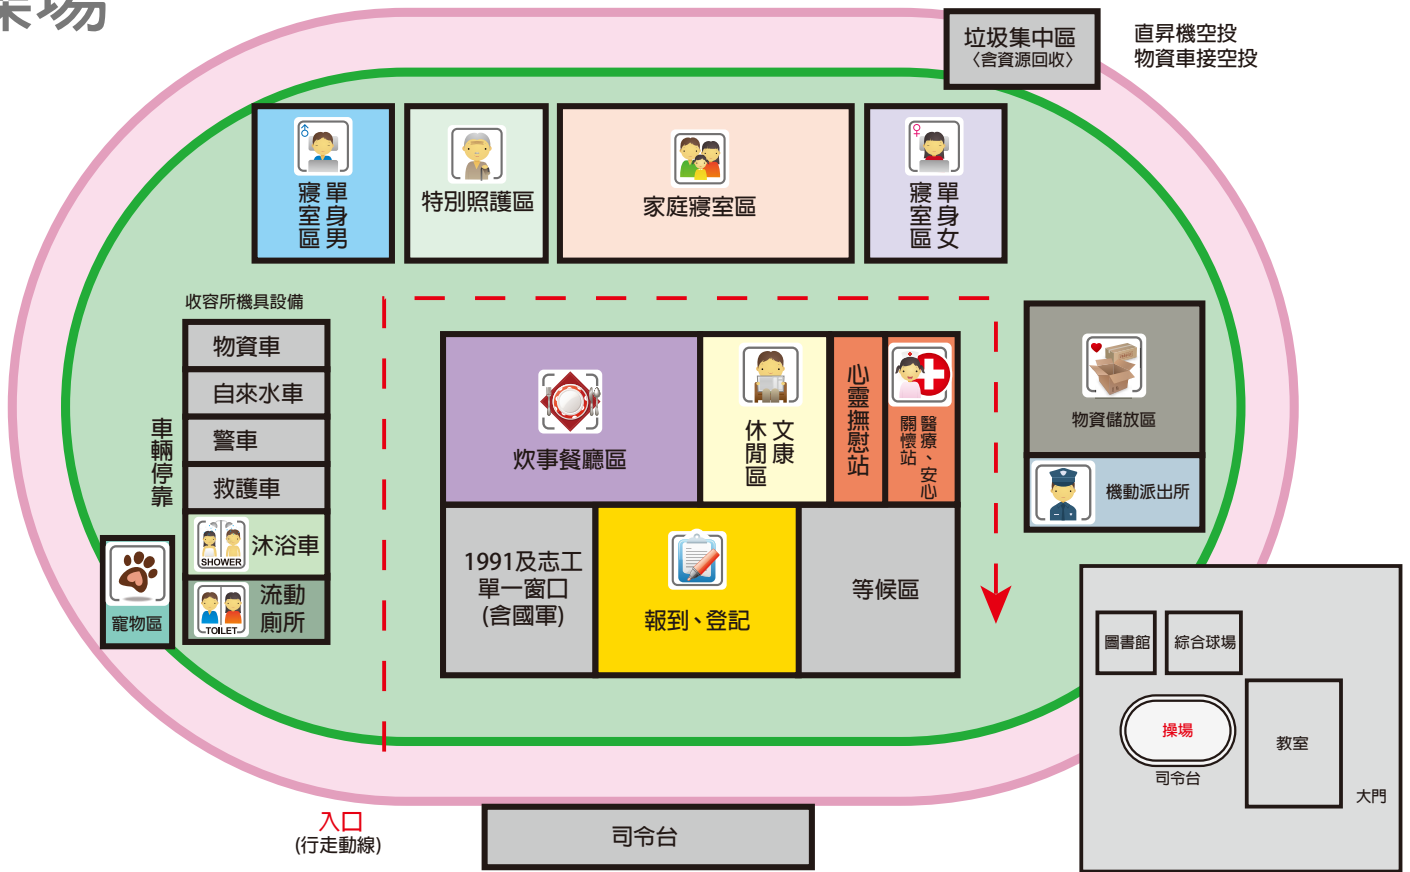 操場
垃圾集中區
〈含資源回收〉
直昇機空投
物資車接空投
單身男
寢室區
特別照護區
家庭寢室區
單身女
寢室區
收容所機具設備
物資車
自來水車
警車
救護車
SHOWER
沐浴車
TOILET
流動
廁所
車輛停靠
寵物區
炊事餐廳區
文康
休閒區
心靈撫慰站
醫療、安心
關懷站
1991及志工
單一窗口
(含國軍)
報到、登記
等候區
物資儲放區
機動派出所
入口
(行走動線)
司令台
圖書館
綜合球場
操場
司令台
教室
大門